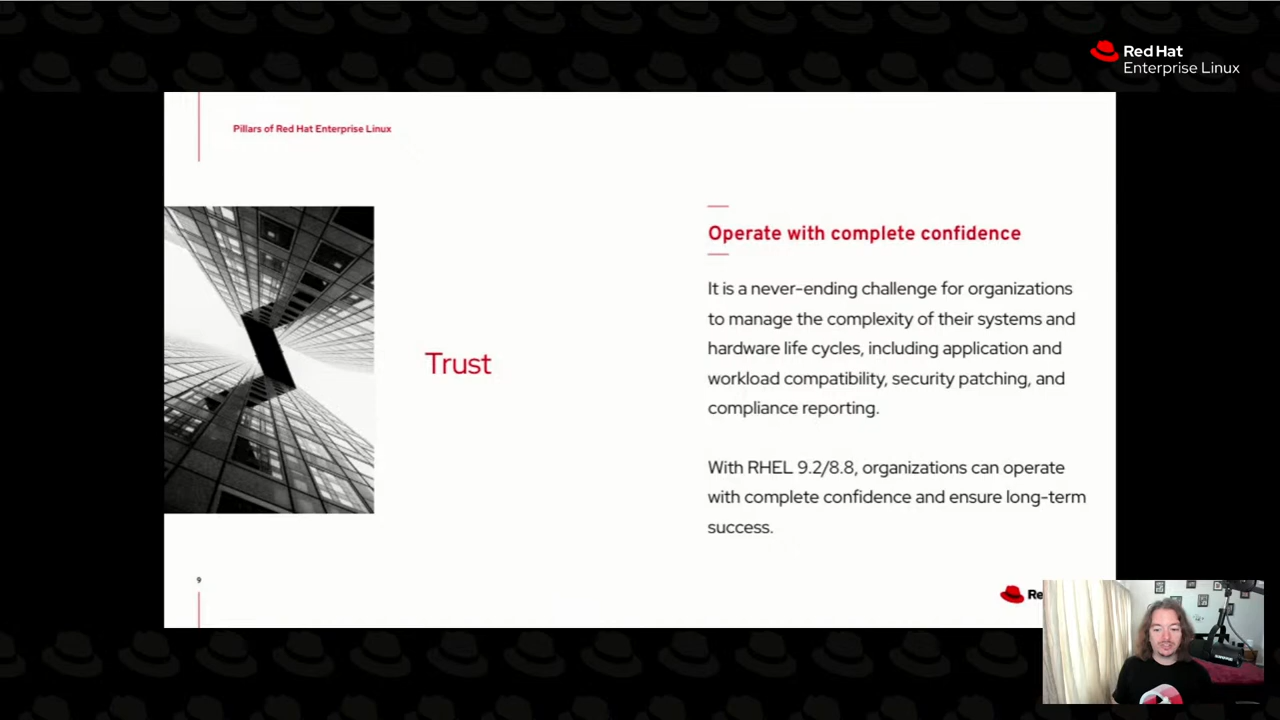 Red Hat
Enterprise Linux
Pillars of Red Hat Enterprise Linux
Operate with complete confidence
It is a never-ending challenge for organizations
to manage the complexity of their systems and
hardware life cycles, including application and
workload compatibility, security patching, and
compliance reporting.
Trust
With RHEL 9.2/8.8, organizations can operate
with complete confidence and ensure long-term
success.
9
Re